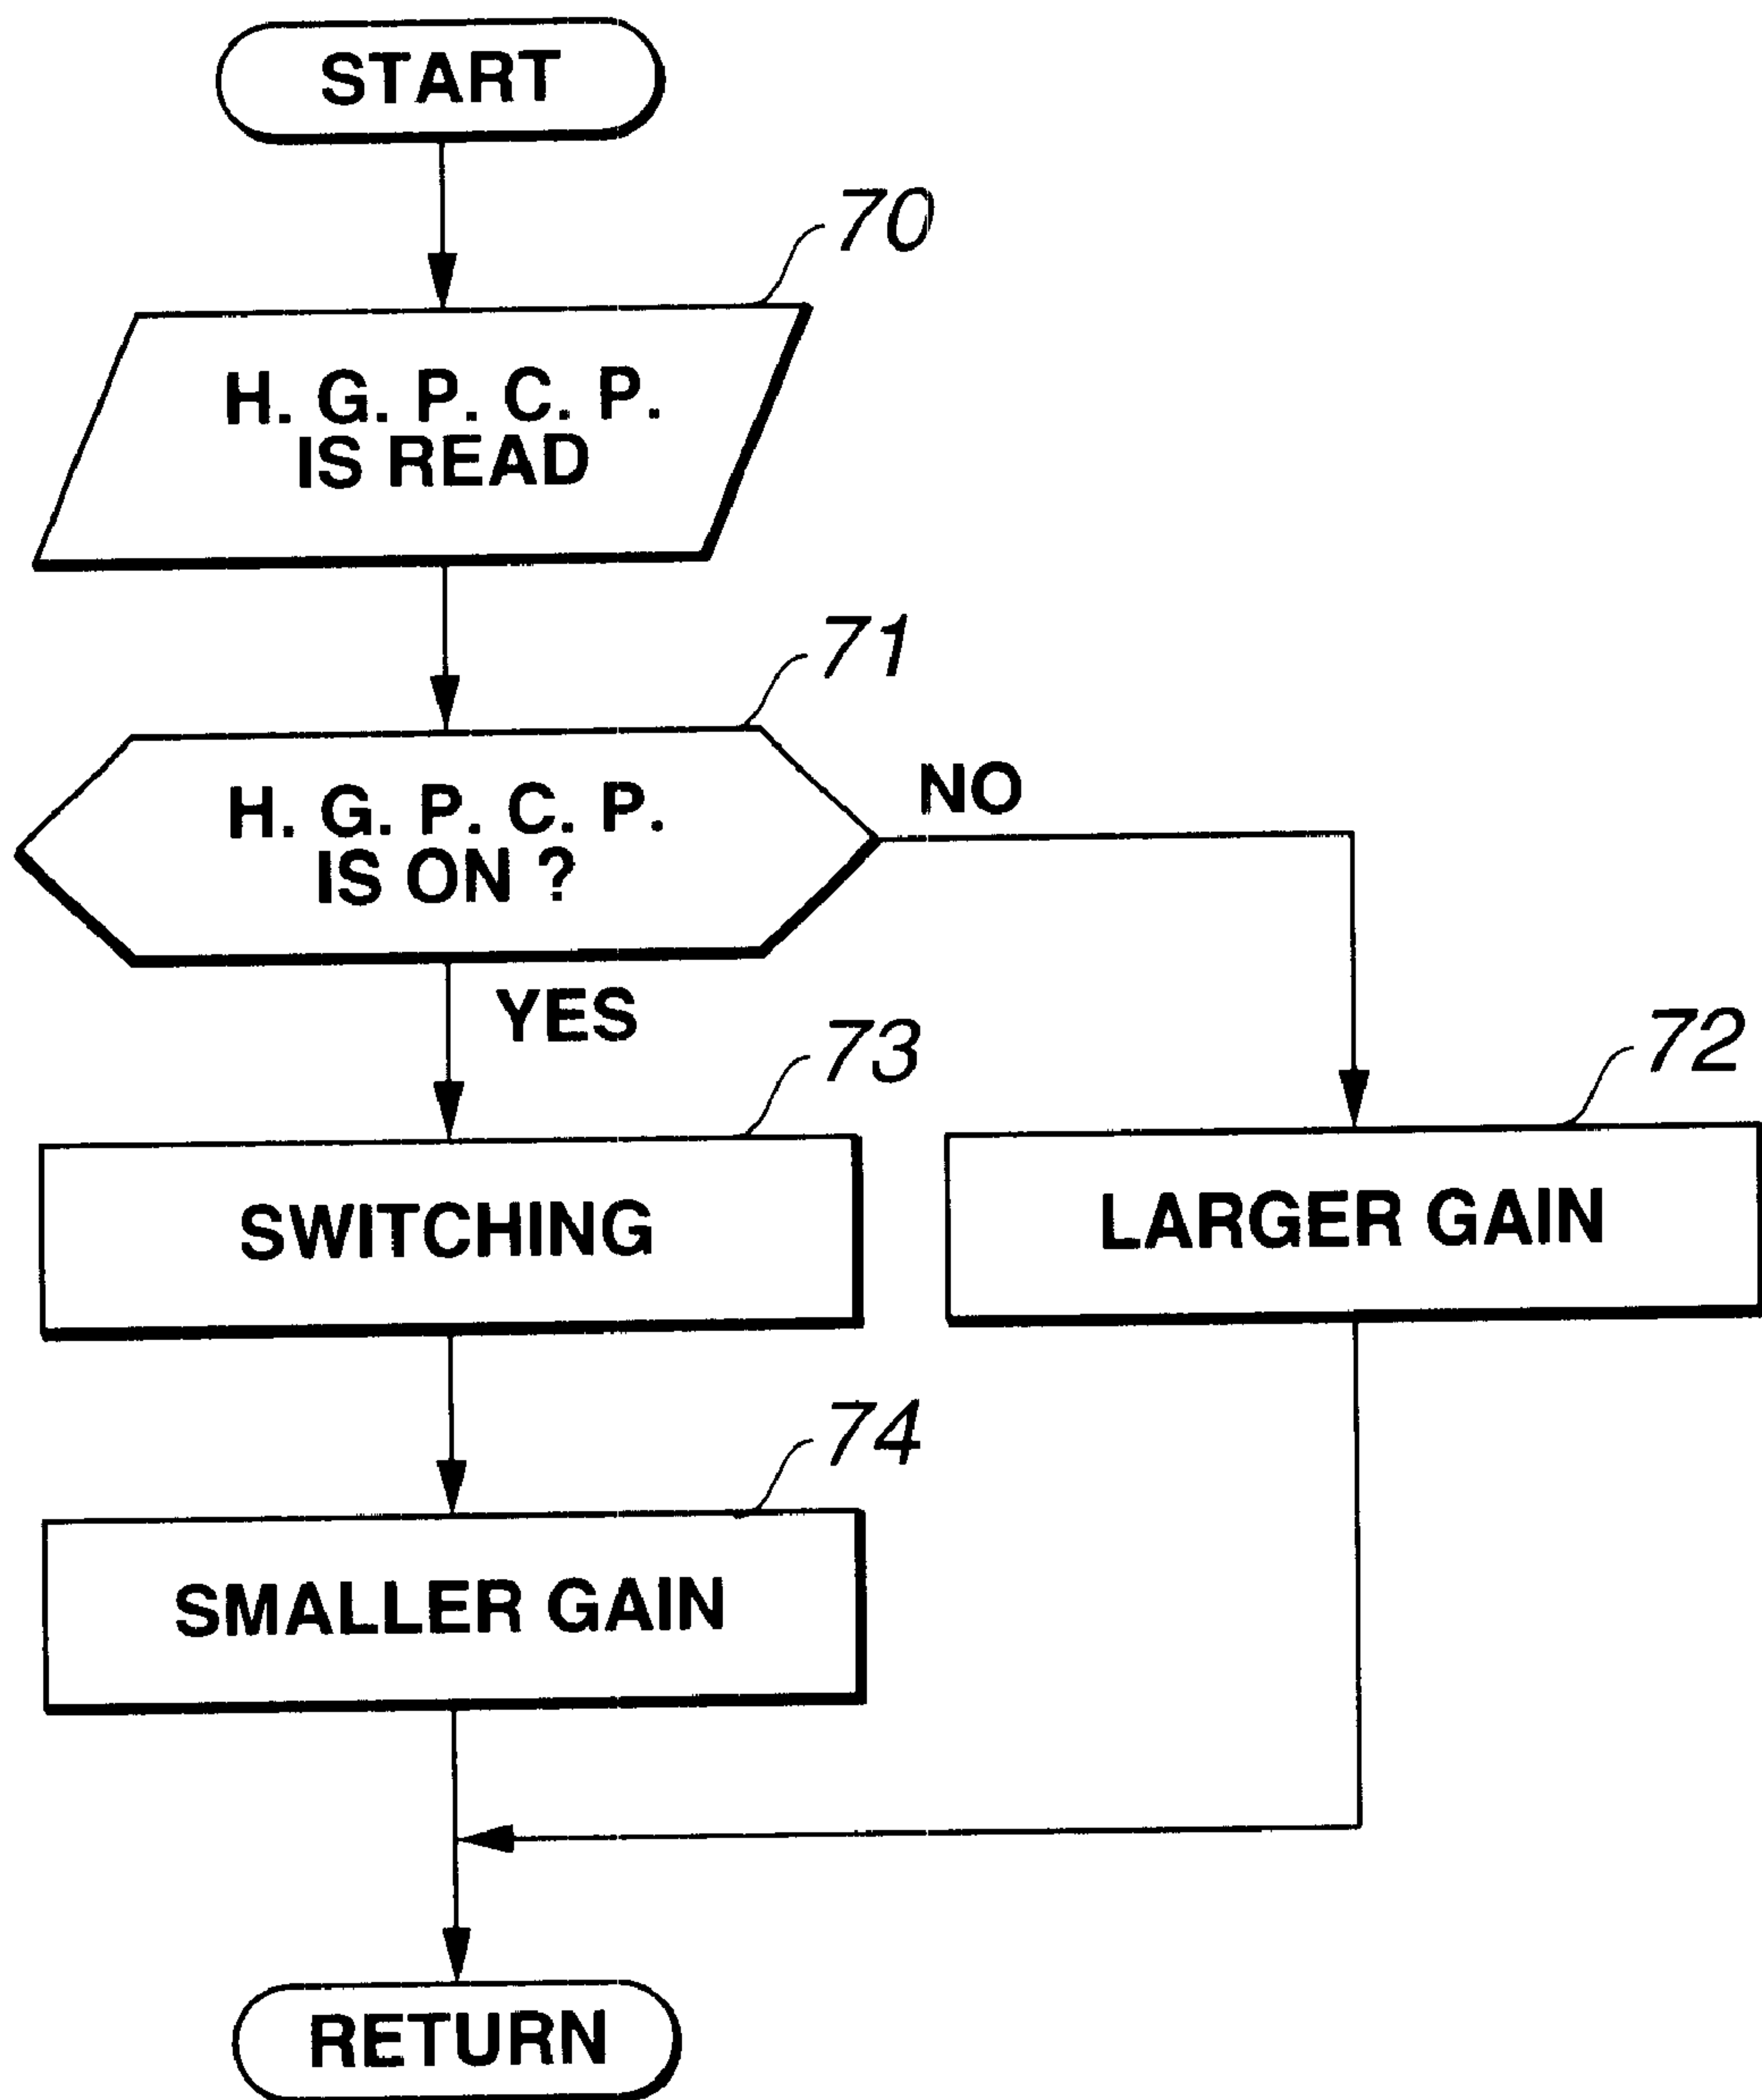 START
70
H. G. P. C. P.
IS READ
71
H. G. P. C. P.
IS ON ?
NO
YES
73
SWITCHING
72
LARGER GAIN
74
SMALLER GAIN
RETURN